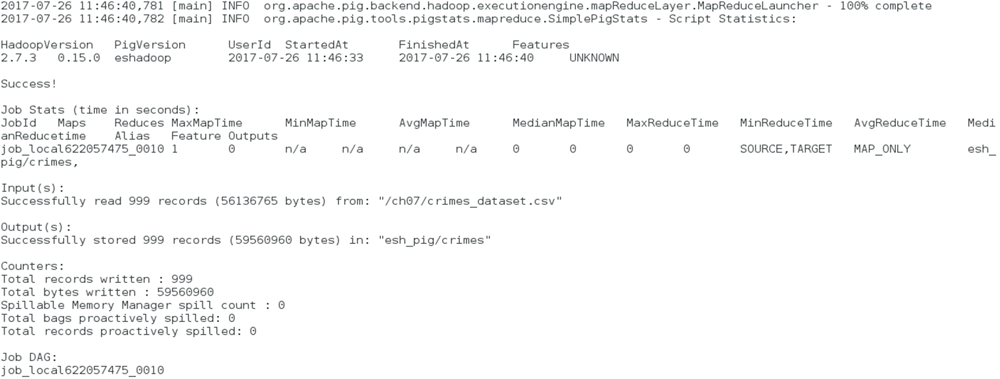 2017-07-26 11:46:40,781 [main] INFO  org.apache.pig.backend.hadoop.executionengine.mapReduceLayer.MapReduceLauncher - 100% complete
2017-07-26 11:46:40,782 [main] INFO  org.apache.pig.tools.pigstats.mapreduce.SimplePigStats - Script Statistics:
HadoopVersion   PigVersion      UserId  StartedAt       FinishedAt      Features
2.7.3   0.15.0  eshadoop        2017-07-26 11:46:33     2017-07-26 11:46:40     UNKNOWN
Success!
Job Stats (time in seconds):
JobId   Maps    Reduces MaxMapTime      MinMapTime      AvgMapTime      MedianMapTime   MaxReduceTime   MinReduceTime   AvgReduceTime   Medi
anReducetime    Alias   Feature Outputs
job_local622057475_0010 1       0       n/a     n/a     n/a     n/a     0       0       0       0       SOURCE,TARGET   MAP_ONLY        esh_
pig/crimes,
Input(s):
Successfully read 999 records (56136765 bytes) from: "/ch07/crimes_dataset.csv"
Output(s):
Successfully stored 999 records (59560960 bytes) in: "esh_pig/crimes"
Counters:
Total records written : 999
Total bytes written : 59560960
Spillable Memory Manager spill count : 0
Total bags proactively spilled: 0
Total records proactively spilled: 0
Job DAG:
job_local622057475_0010